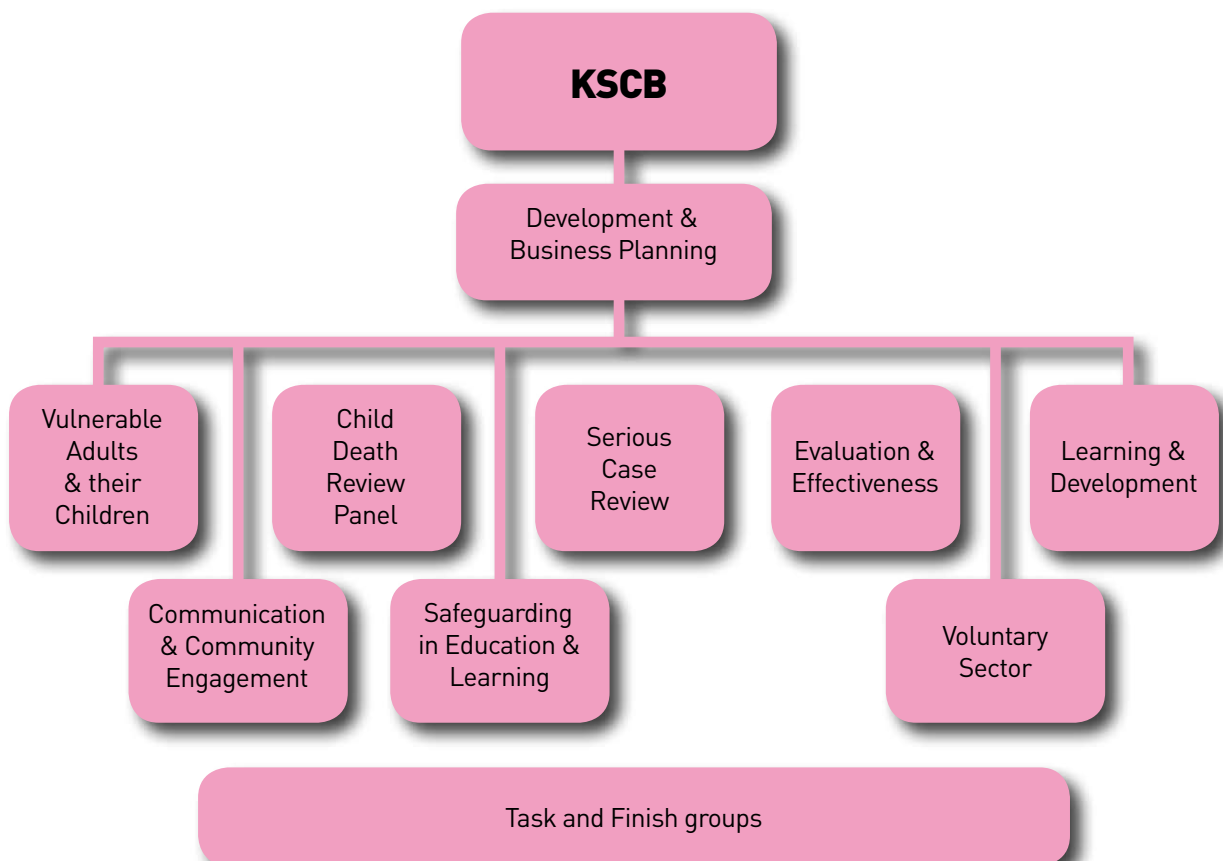 KSCB
Development &
Business Planning
Vulnerable
Adults
& their
Children
Child
Death
Review
Panel
Serious
Case
Review
Evaluation &
Effectiveness
Learning &
Development
Communication
& Community
Engagement
Safeguarding
in Education &
Learning
Voluntary
Sector
Task and Finish groups